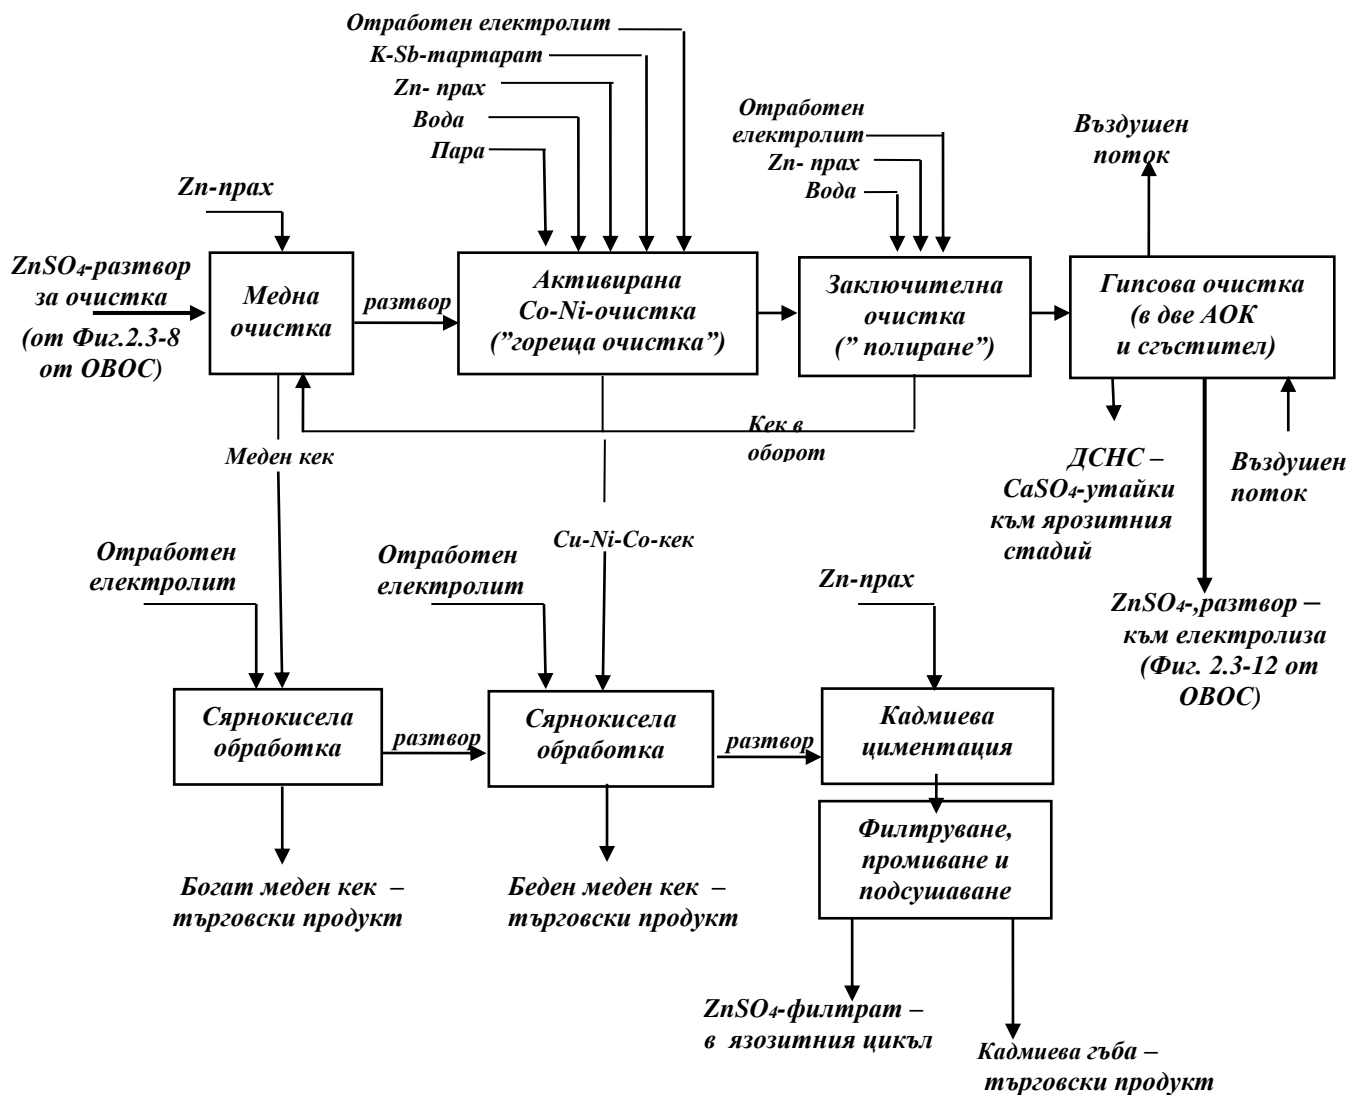 Отработен електролит
K-Sb-тартарат
Zn- прах
Вода
Пара
Отработен
електролит
Zn- прах
Вода
Въздушен
поток
Zn-прах
ZnSO4-разтвор
за очистка
(от Фиг.2.3-8
от ОВОС)
Медна
очистка
разтвор
Активирана
Co-Ni-очистка
(”гореща очистка”)
Заключителна
очистка
(” полиране”)
Гипсова очистка
(в две АОК
и сгъстител)
Меден кек
Кек в
оборот
ДСНС –
CaSO4-утайки
към ярозитния
стадий
Въздушен
поток
Отработен
електролит
Отработен
електролит
Cu-Ni-Co-кек
Zn-прах
ZnSO4-,разтвор –
към електролиза
(Фиг. 2.3-12 от
ОВОС)
Сярнокисела
обработка
разтвор
Сярнокисела
обработка
разтвор
Кадмиева
циментация
Филтруване,
промиване и
подсушаване
Богат меден кек –
търговски продукт
Беден меден кек –
търговски продукт
ZnSO4-филтрат –
в язозитния цикъл
Кадмиева гъба –
търговски продукт